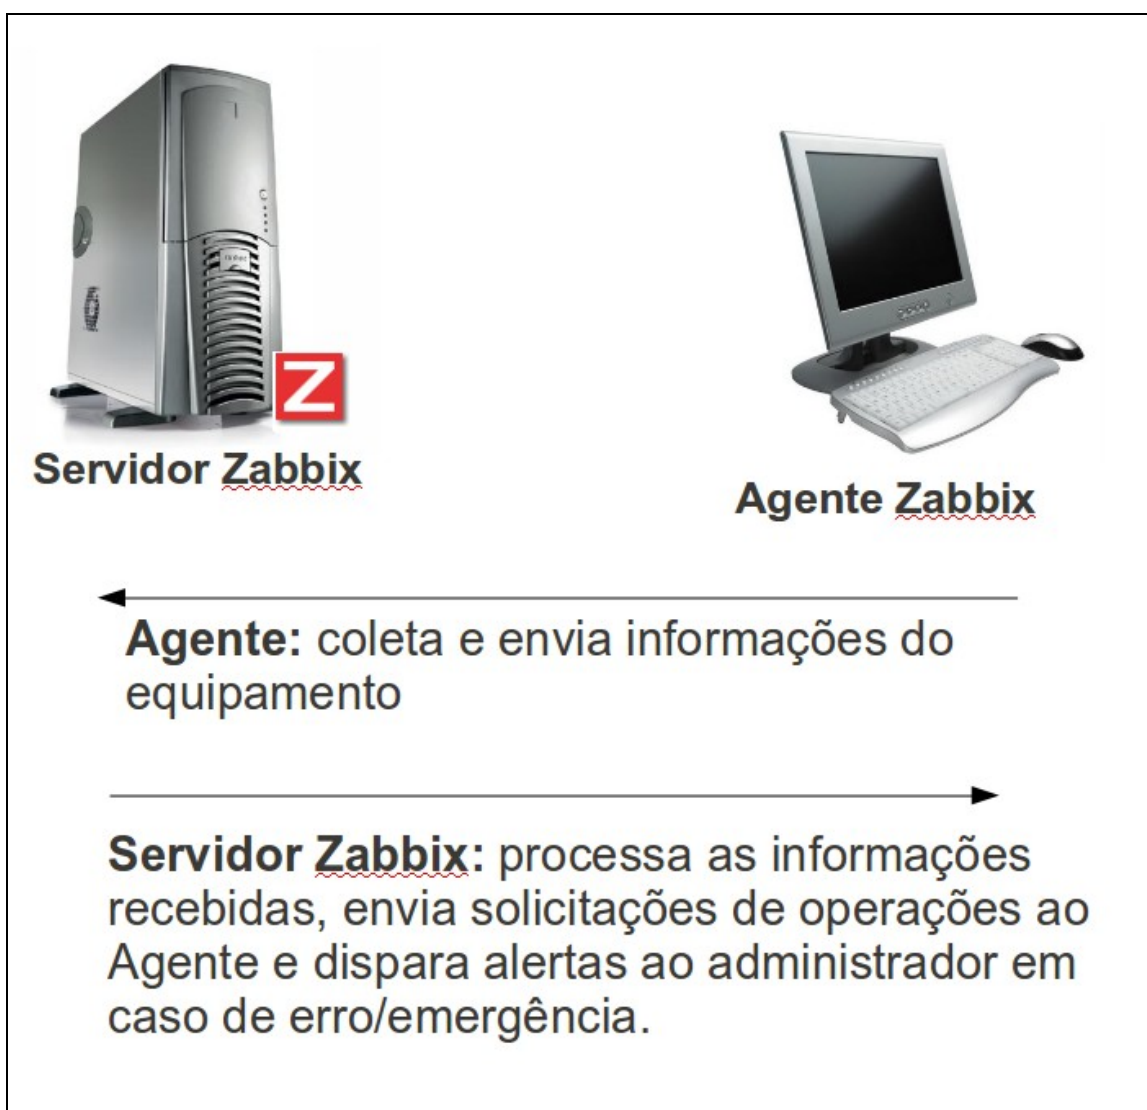 Z
Servidor Zabbix
Agente Zabbix
Agente: coleta e envia informações do
equipamento
Servidor Zabbix: processa as informações
recebidas, envia solicitações de operações ao
Agente e dispara alertas ao administrador em
caso de erro/emergência.